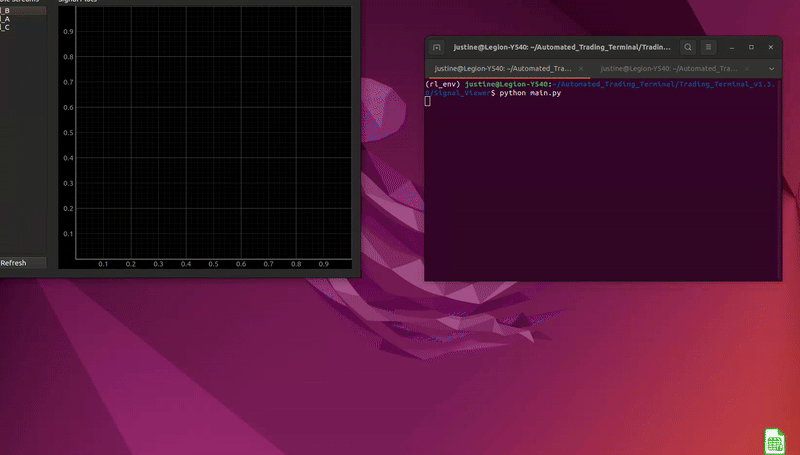 Signal Plots
l_B
l_A
l_C
0.9
0.8
0.7
0.6
0.5
0.4
0.3
0.2
0.1
0.1 0.2 0.3 0.4 0.5 0.6 0.7 0.8 0.9
Refresh
justine@Legion-Y540: ~/Automated_Trading_Terminal/Tradin...
justine@Legion-Y540: ~/Automated_Tra...
justine@Legion-Y540: ~/Automated_Tra...
(rl_env) justine@Legion-Y540:~/Automated_Trading_Terminal/Trading_Terminal_v1.3.
0/Signal_Viewer$ python main.py